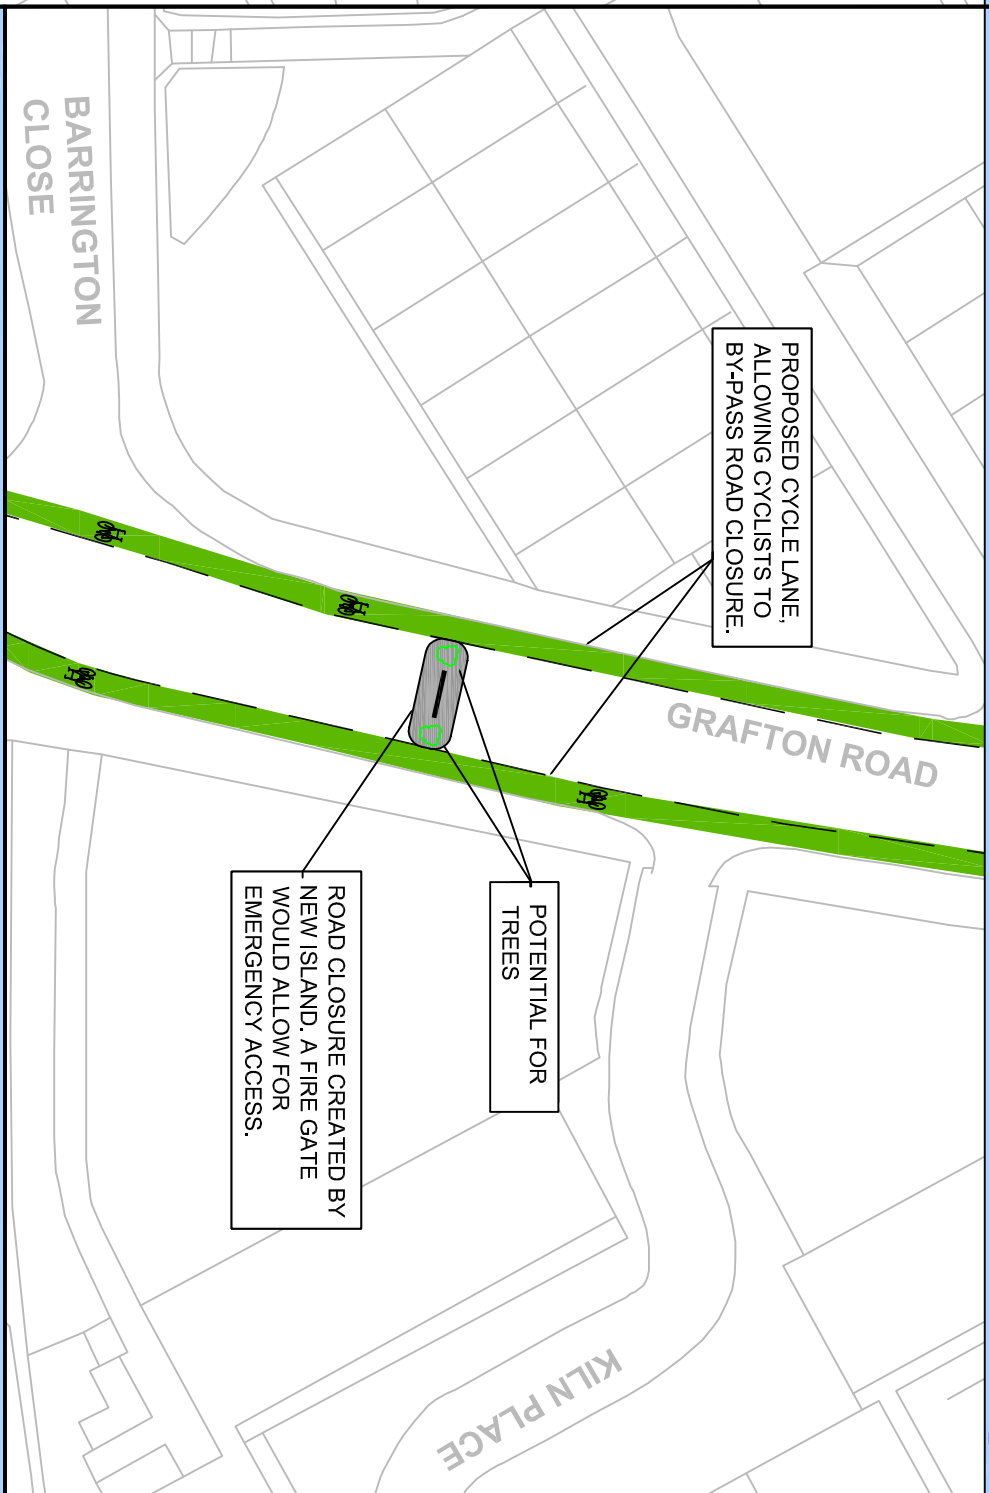 BARRINGTON
CLOSE
PROPOSED CYCLE LANE,
ALLOWING CYCLISTS TO
BY-PASS ROAD CLOSURE.
GRAFTON ROAD
POTENTIAL FOR
TREES
ROAD CLOSURE CREATED BY
NEW ISLAND. A FIRE GATE
WOULD ALLOW FOR
EMERGENCY ACCESS.
KILN PLACE